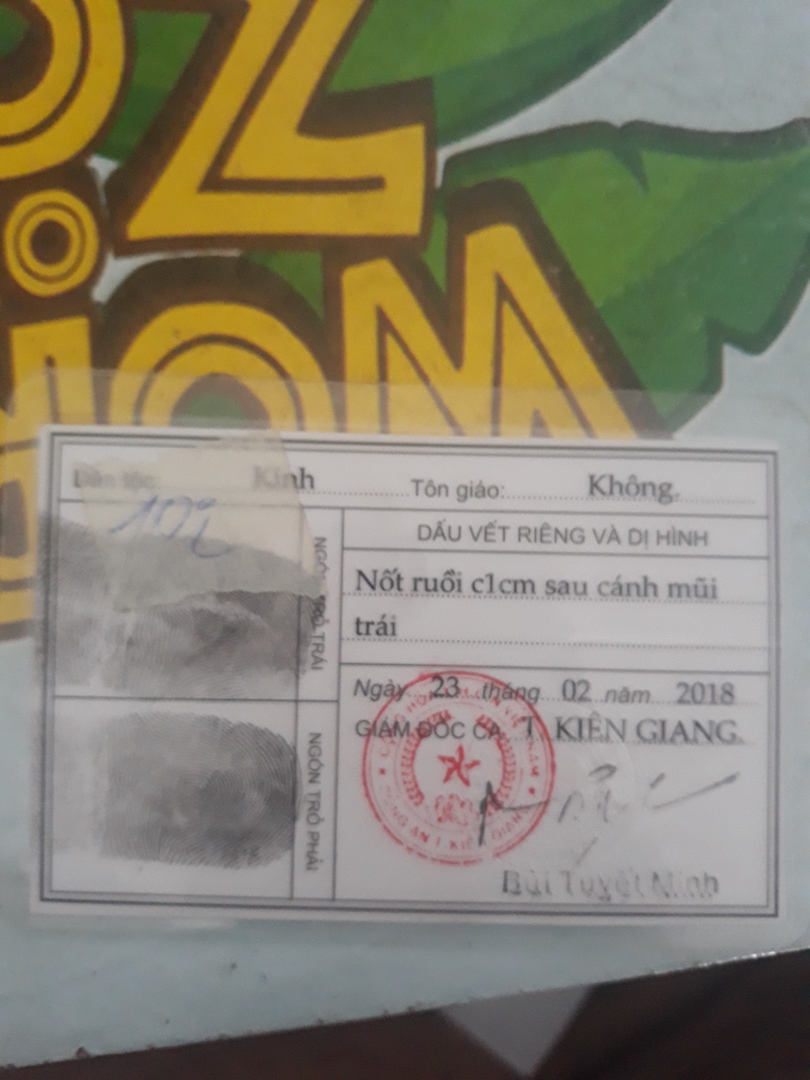 Dân tộc: Kinh Tôn giáo: Không.
10i
NGÓN TRỎ TRÁI
DẤU VẾT RIÊNG VÀ DỊ HÌNH
Nốt ruồi c1cm sau cánh mũi
trái
Ngày 23 tháng 02 năm 2018
GIÁM ĐỐC CA T. KIÊN GIANG.
NGÓN TRỎ PHẢI
Bùi Tuyết Minh